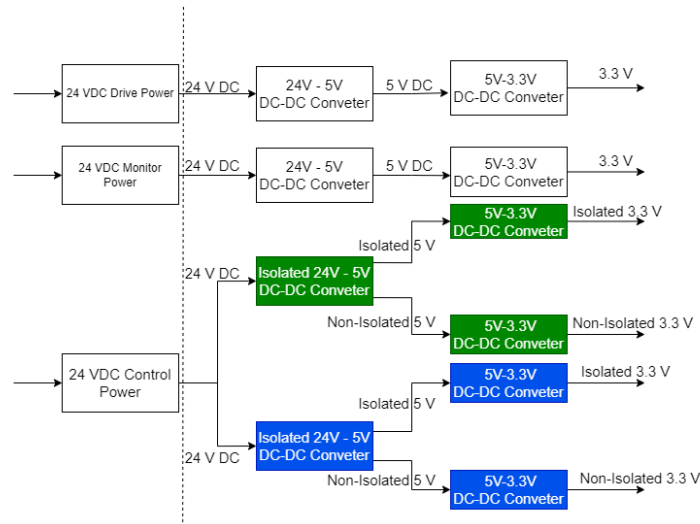 24 VDC Drive Power
24 V DC
24V - 5V
DC-DC Conveter
5 V DC
5V-3.3V
DC-DC Conveter
3.3 V
24 VDC Monitor
Power
24 V DC
24V - 5V
DC-DC Conveter
5 V DC
5V-3.3V
DC-DC Conveter
3.3 V
24 V DC
Isolated 24V - 5V
DC-DC Conveter
Isolated 5 V
5V-3.3V
DC-DC Conveter
Isolated 3.3 V
Non-Isolated 5 V
5V-3.3V
DC-DC Conveter
Non-Isolated 3.3 V
24 VDC Control
Power
24 V DC
Isolated 24V - 5V
DC-DC Conveter
Isolated 5 V
5V-3.3V
DC-DC Conveter
Isolated 3.3 V
Non-Isolated 5 V
5V-3.3V
DC-DC Conveter
Non-Isolated 3.3 V